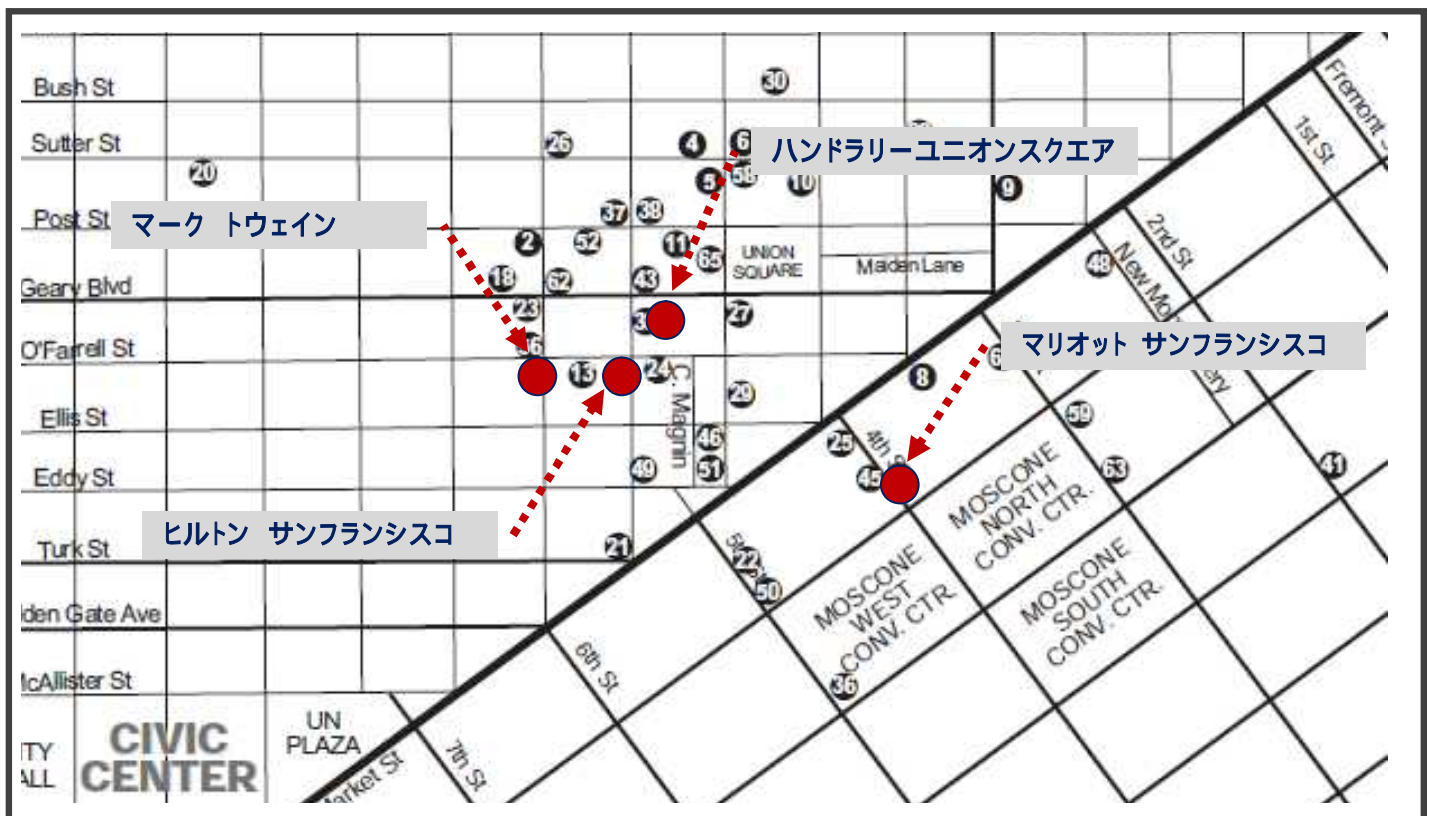 Bush St
30
Sutter St
26
4
6
ハンドラリーユニオンスクエア
20
5
58
10
9
Post St
マーク トウェイン
37
38
2
52
11
65
UNION
SQUARE
Maiden Lane
18
62
43
Geary Blvd
23
27
O'Farrell St
13
24
C. Magnin
29
Ellis St
46
49
51
Eddy St
ヒルトン サンフランシスコ
21
Turk St
den Gate Ave
cAllister St
CIVIC
CENTER
UN
PLAZA
TY
ALL
arket St
7th St
6th St
22
50
36
25
4th St
45
8
マリオット サンフランシスコ
48
59
63
41
MOSCONE
NORTH
CONV. CTR.
MOSCONE
WEST
CONV. CTR.
MOSCONE
SOUTH
CONV. CTR.
2nd St
1st St
Fremont